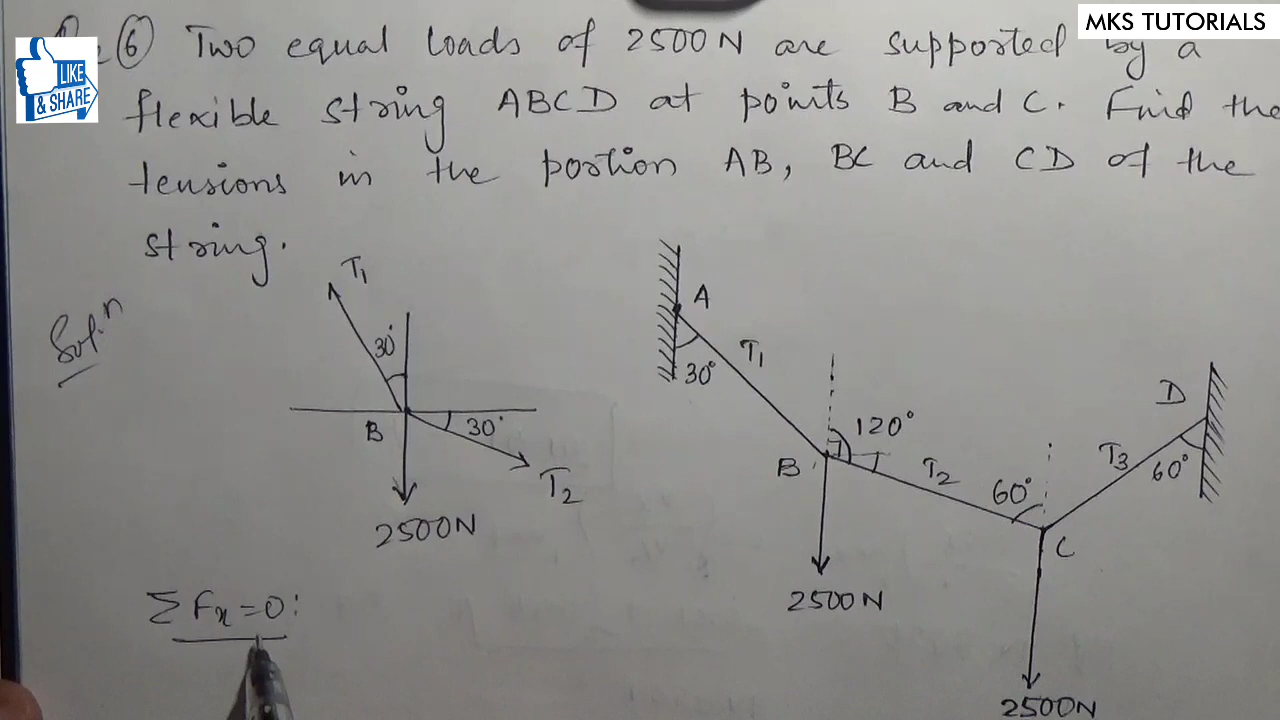 MKS TUTORIALS
LIKE
& SHARE
⑥ Two equal loads of 2500 N are supported by a
flexible string ABCD at points B and C. Find the
tensions in the portion AB, BC and CD of the
string.
Sol.n
T1
30°
B
30°
T2
2500N
A
30°
T1
B
120°
T2
60°
C
T3
D
60°
2500N
2500N
ΣFx=0: